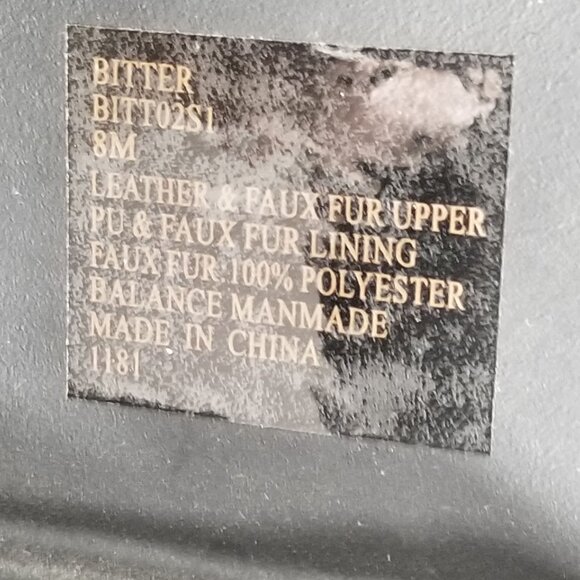 BITTER
BITT02S1
8M
LEATHER & FAUX FUR UPPER
PU & FAUX FUR LINING
FAUX FUR: 100% POLYESTER
BALANCE MANMADE
MADE IN CHINA
1181